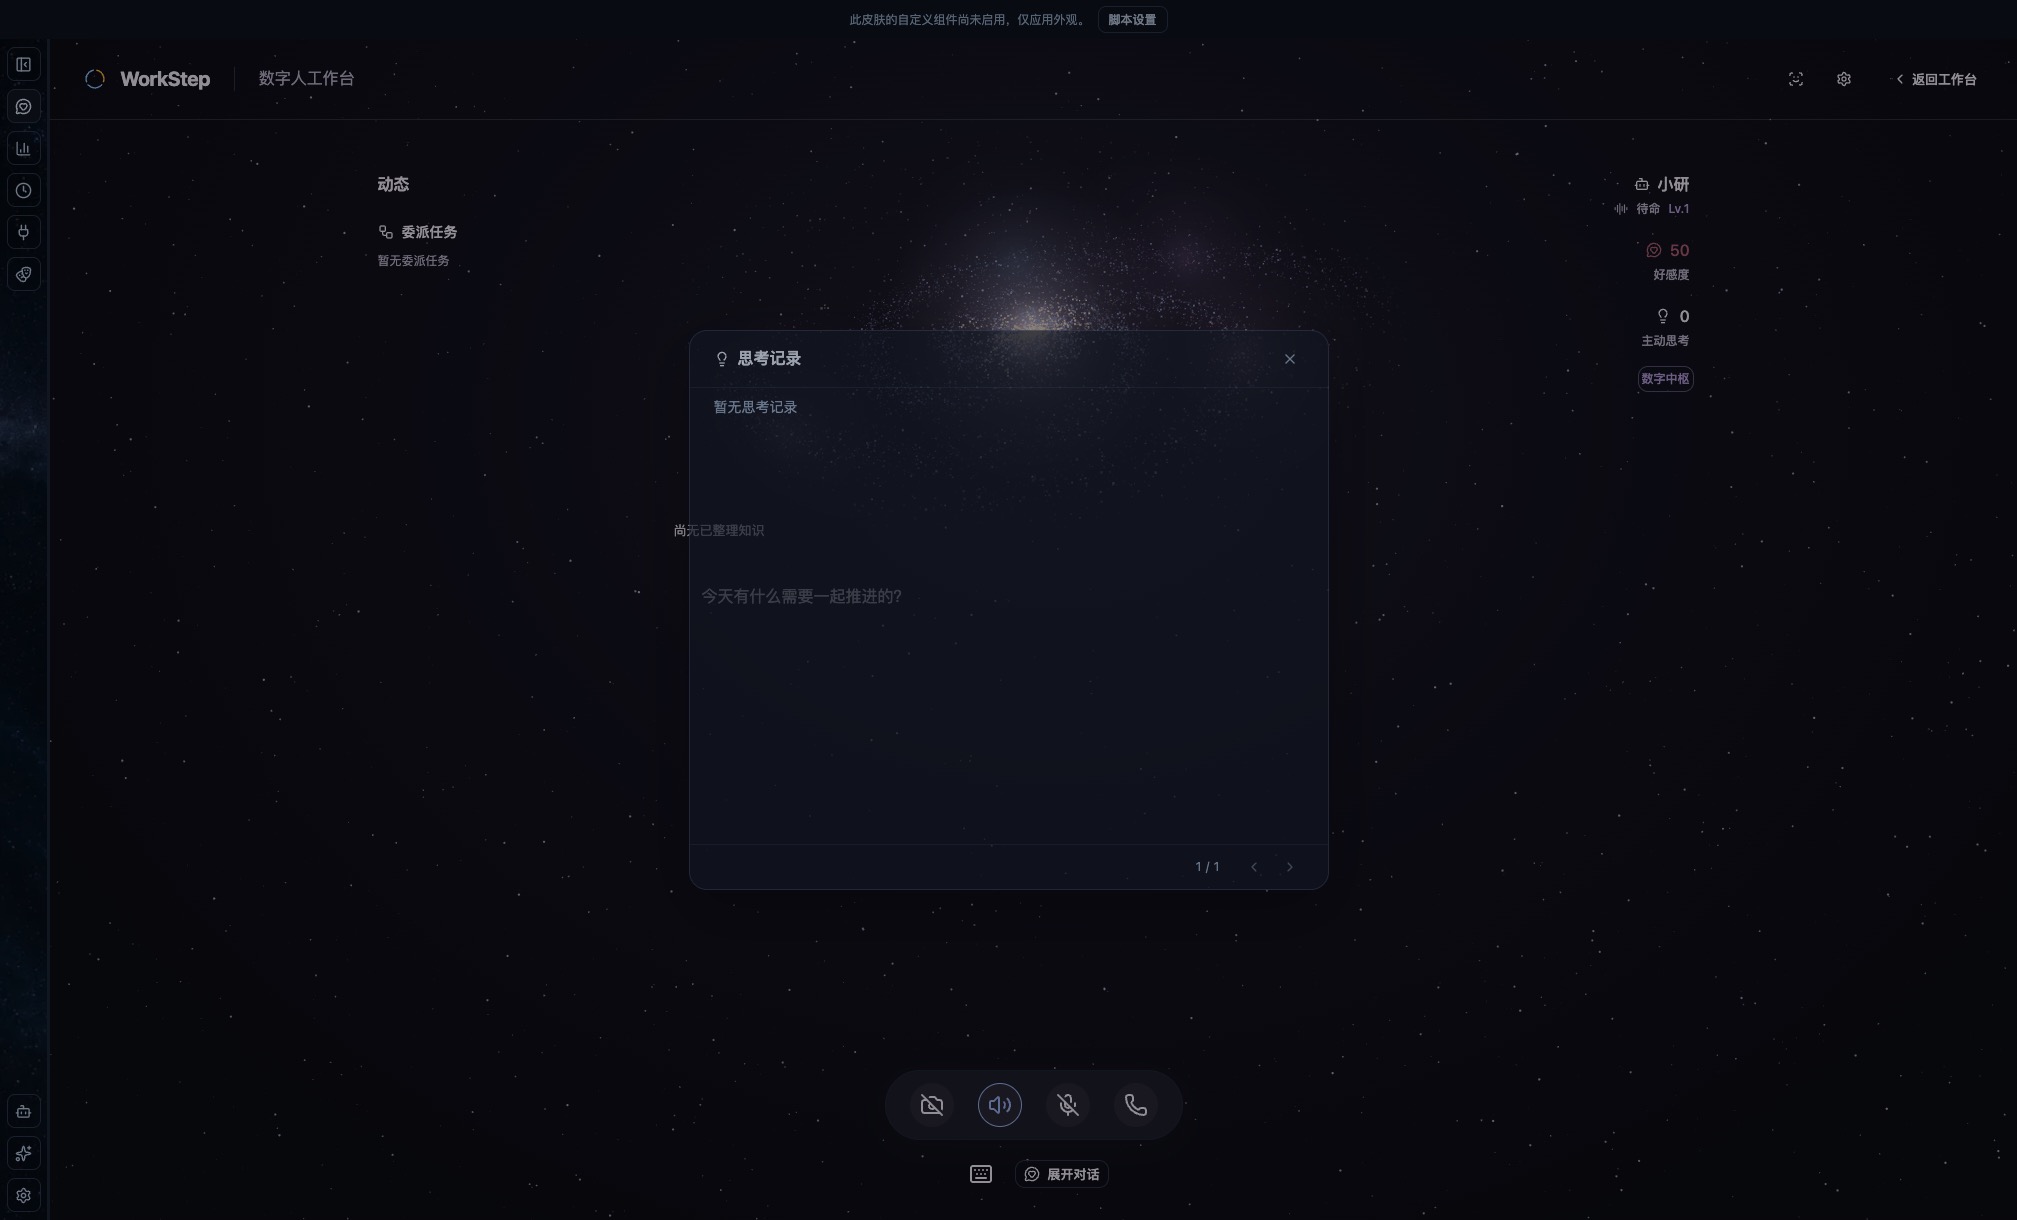 此皮肤的自定义组件尚未启用，仅应用外观。 脚本设置
WorkStep 数字人工作台
返回工作台
动态
委派任务
暂无委派任务
小研
待命 Lv.1
50
好感度
0
主动思考
数字中枢
思考记录
暂无思考记录
尚无已整理知识
今天有什么需要一起推进的？
1 / 1
展开对话